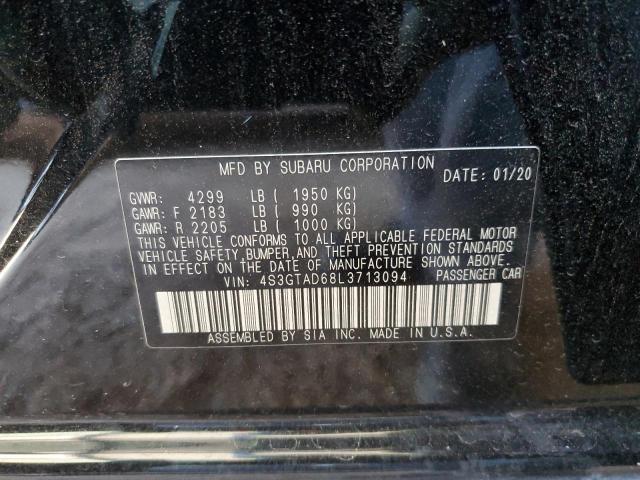 MFD BY SUBARU CORPORATION
DATE: 01/20
GVWR: 4299 LB ( 1950 KG)
GAWR: F 2183 LB ( 990 KG)
GAWR: R 2205 LB ( 1000 KG)
THIS VEHICLE CONFORMS TO ALL APPLICABLE FEDERAL MOTOR
VEHICLE SAFETY, BUMPER, AND THEFT PREVENTION STANDARDS
IN EFFECT ON THE DATE OF MANUFACTURE SHOWN ABOVE.
VIN: 4S3GTAD68L3713094 PASSENGER CAR
ASSEMBLED BY SIA INC. IN U.S.A.